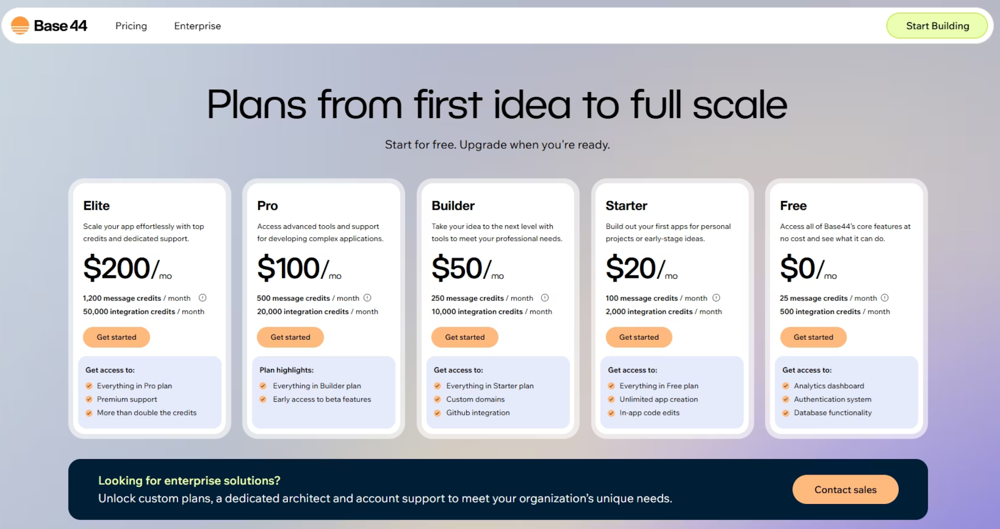 Base 44
Pricing
Enterprise
Start Building
Plans from first idea to full scale
Start for free. Upgrade when you're ready.
Elite
Scale your app effortlessly with top
credits and dedicated support.
$200/mo
1,200 message credits / month
50,000 integration credits / month
Get started
Get access to:
Everything in Pro plan
Premium support
More than double the credits
Pro
Access advanced tools and support
for developing complex applications.
$100/mo
500 message credits / month
20,000 integration credits / month
Get started
Plan highlights:
Everything in Builder plan
Early access to beta features
Builder
Take your idea to the next level with
tools to meet your professional needs.
$50/mo
250 message credits / month
10,000 integration credits / month
Get started
Get access to:
Everything in Starter plan
Custom domains
Github integration
Starter
Build out your first apps for personal
projects or early-stage ideas.
$20/mo
100 message credits / month
2,000 integration credits / month
Get started
Get access to:
Everything in Free plan
Unlimited app creation
In-app code edits
Free
Access all of Base44's core features at
no cost and see what it can do.
$0/mo
25 message credits / month
500 integration credits / month
Get started
Get access to:
Analytics dashboard
Authentication system
Database functionality
Looking for enterprise solutions?
Unlock custom plans, a dedicated architect and account support to meet your organization's unique needs.
Contact sales